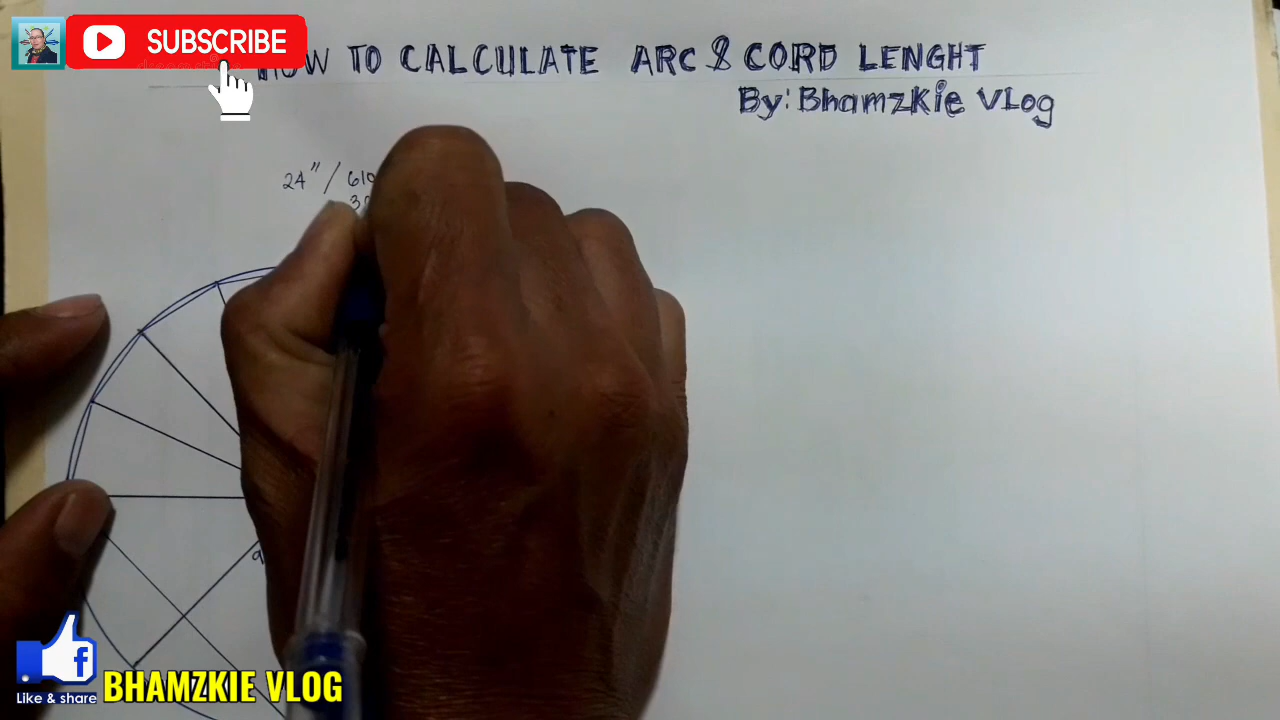 SUBSCRIBE
HOW TO CALCULATE ARC & CORD LENGHT
By: Bhamzkie VLog
24" / 610
Like & share
BHAMZKIE VLOG